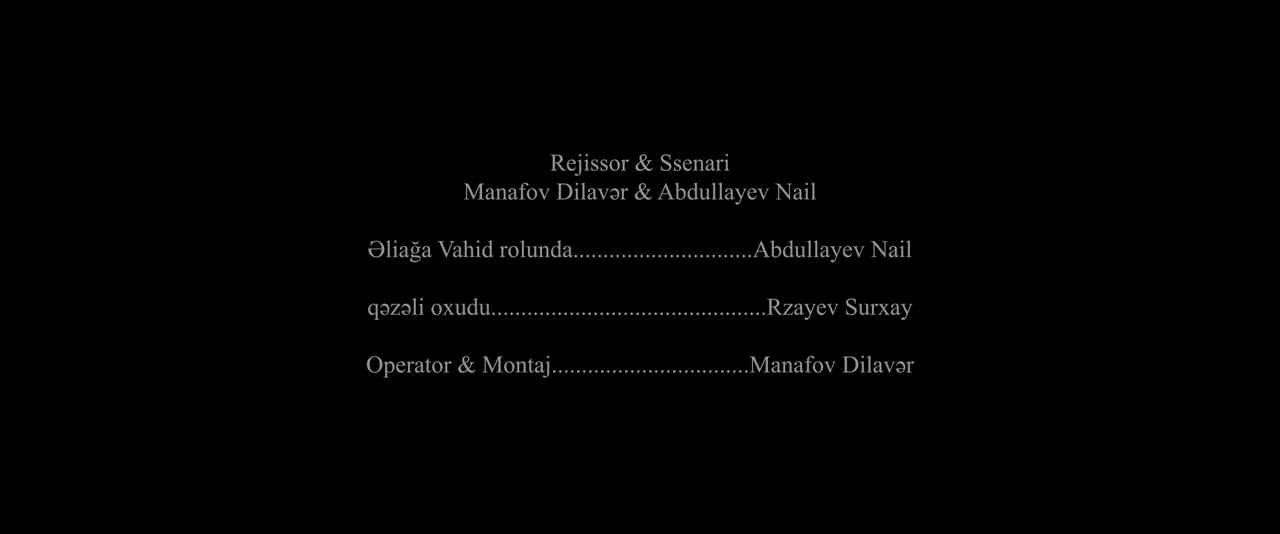 Rejissor & Ssenari
Manafov Dilavər & Abdullayev Nail
Əliağa Vahid rolunda..............................Abdullayev Nail
qəzəli oxudu..............................................Rzayev Surxay
Operator & Montaj.................................Manafov Dilavər